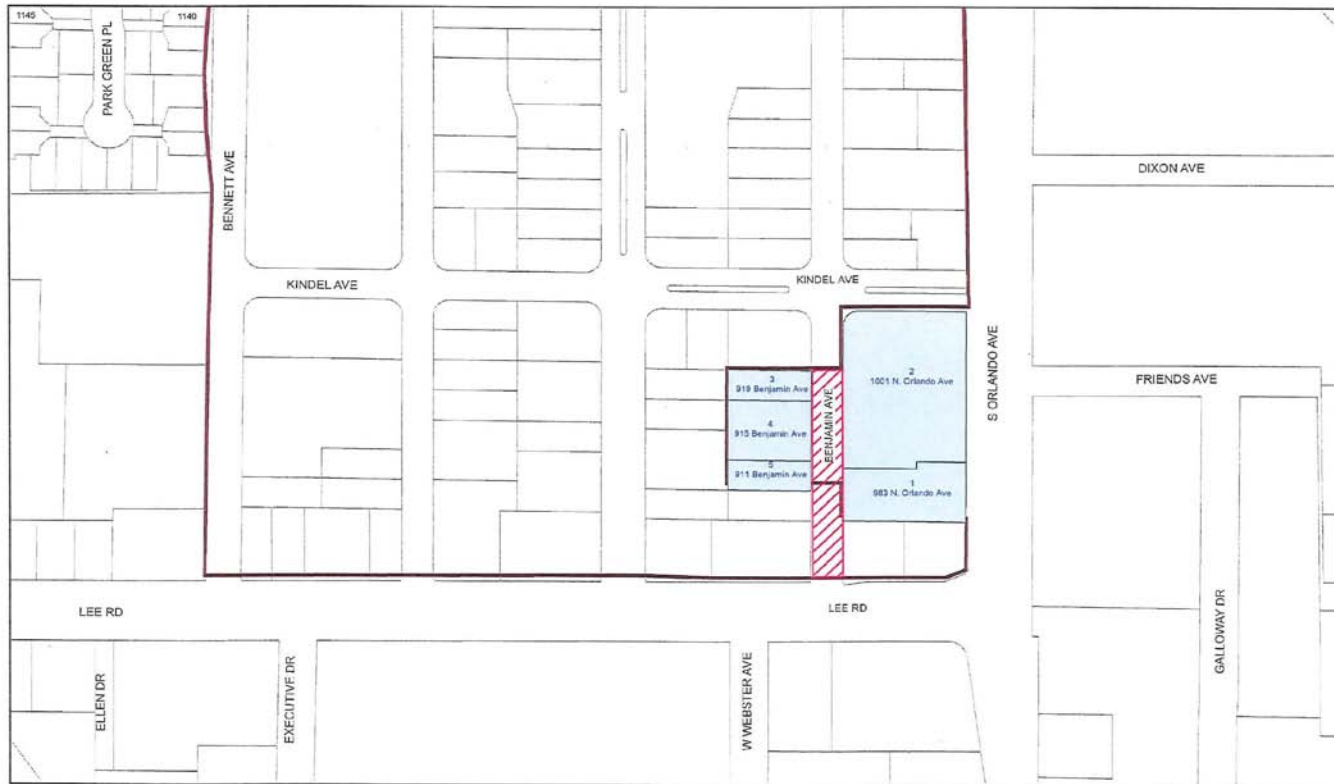 1145
1140
PARK GREEN PL
BENNETT AVE
DIXON AVE
KINDEL AVE
KINDEL AVE
S ORLANDO AVE
3
919 Benjamin Ave
2
1001 N. Orlando Ave
FRIENDS AVE
BENJAMIN AVE
4
915 Benjamin Ave
5
911 Benjamin Ave
1
983 N. Orlando Ave
LEE RD
LEE RD
GALLOWAY DR
ELLEN DR
EXECUTIVE DR
W WEBSTER AVE